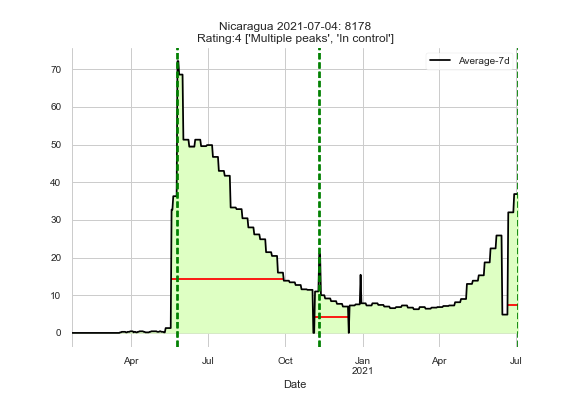 Nicaragua 2021-07-04: 8178
Rating:4 ['Multiple peaks', 'In control']
Average-7d
70
60
50
40
30
20
10
0
Apr
Jul
Oct
Jan
2021
Apr
Jul
Date